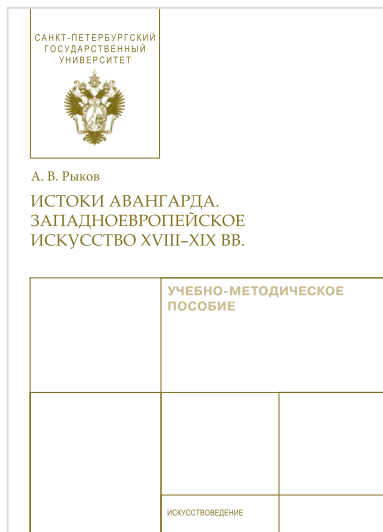 САНКТ-ПЕТЕРБУРГСКИЙ
ГОСУДАРСТВЕННЫЙ
УНИВЕРСИТЕТ
А. В. Рыков
ИСТОКИ АВАНГАРДА.
ЗАПАДНОЕВРОПЕЙСКОЕ
ИСКУССТВО XVIII–XIX ВВ.
УЧЕБНО-МЕТОДИЧЕСКОЕ
ПОСОБИЕ
ИСКУССТВОВЕДЕНИЕ